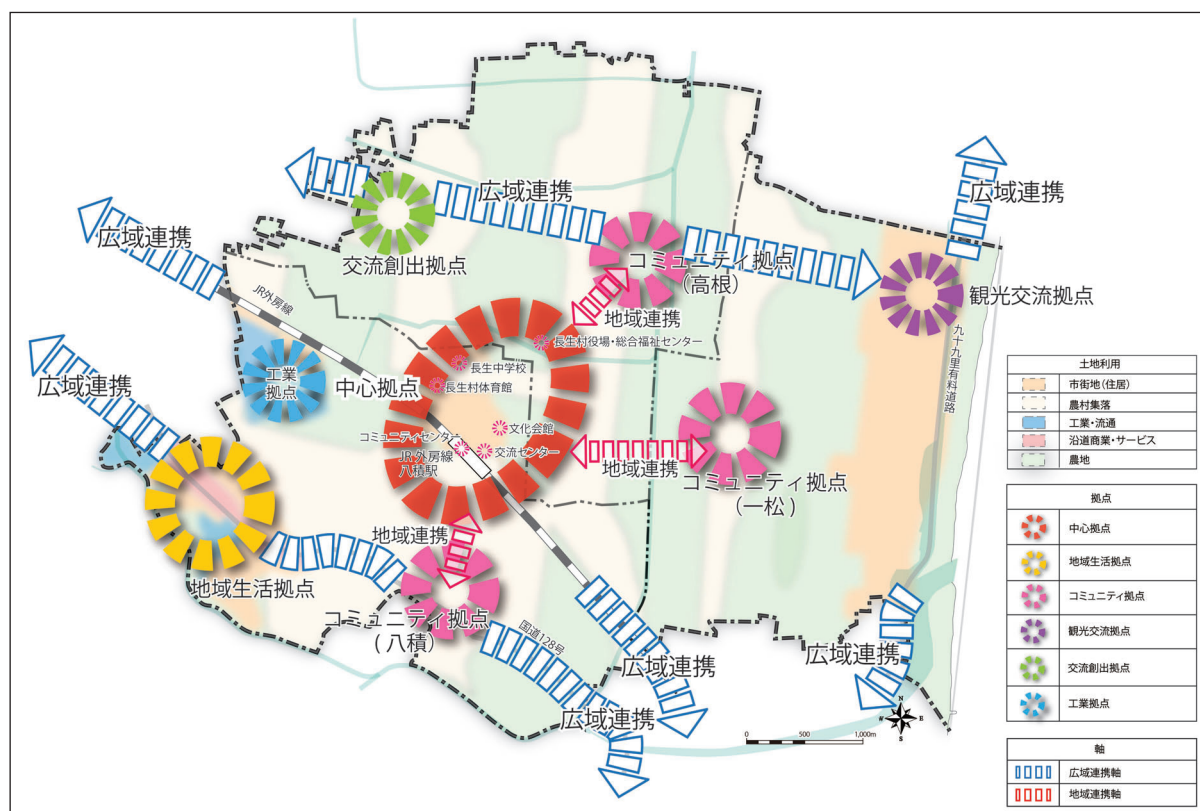 広域連携
広域連携
広域連携
交流創出拠点
コミュニティ拠点
（高根）
観光交流拠点
JR外房線
地域連携
九十九里有料道路
長生村役場・総合福祉センター
長生中学校
長生村体育館
工業
拠点
中心拠点
広域連携
文化会館
コミュニティセンター
JR外房線
八積駅
交流センター
地域連携
コミュニティ拠点
（一松）
地域連携
地域生活拠点
コミュニティ拠点
（八積）
国道128号
広域連携
広域連携
広域連携
N
W
E
S
0
500
1,000m
土地利用
市街地（住居）
農村集落
工業・流通
沿道商業・サービス
農地
拠点
中心拠点
地域生活拠点
コミュニティ拠点
観光交流拠点
交流創出拠点
工業拠点
軸
広域連携軸
地域連携軸